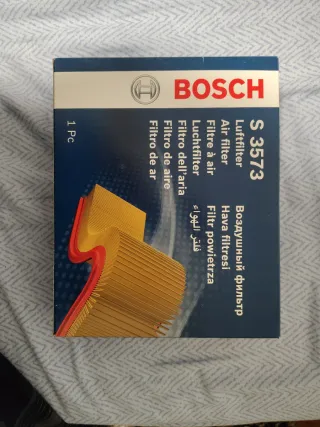 BOSCH
S 3573
Luftfilter
Air filter
Filtre à air
Luchtfilter
Filtro dell'aria
Filtro de aire
Filtro de ar
Воздушный фильтр
Hava filtresi
Filtr powietrza
فلتر الهواء
1 Pc